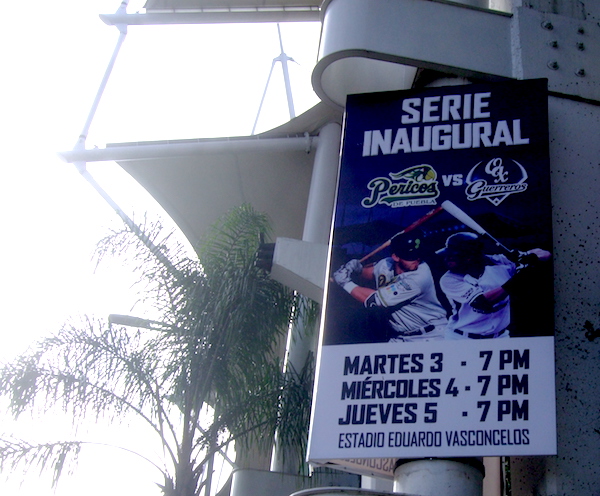 SERIE
INAUGURAL
Pericos
DE PUEBLA
VS
OAX
Guerreros
MARTES 3 · 7 PM
MIÉRCOLES 4 · 7 PM
JUEVES 5 · 7 PM
ESTADIO EDUARDO VASCONCELOS